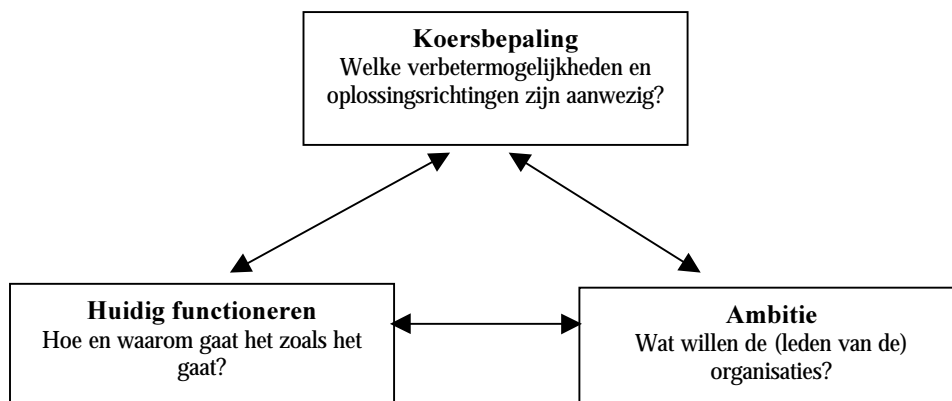 Koersbepaling
Welke verbetermogelijkheden en
oplossingsrichtingen zijn aanwezig?
Huidig functioneren
Hoe en waarom gaat het zoals het
gaat?
Ambitie
Wat willen de (leden van de)
organisaties?